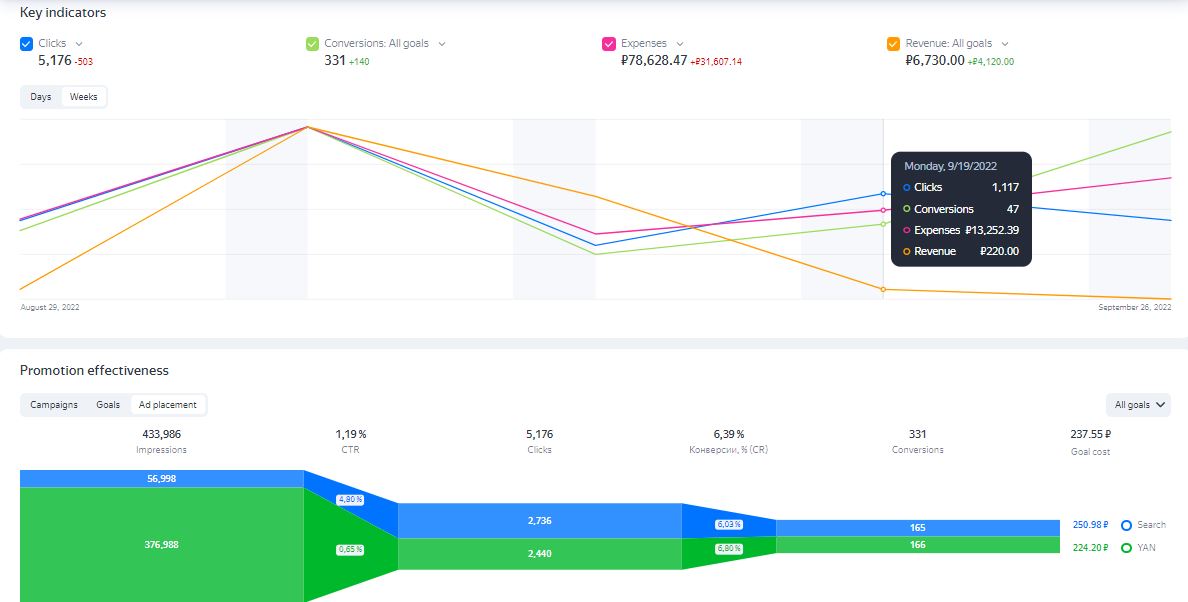 Key indicators
Clicks
Conversions: All goals
Expenses
Revenue: All goals
5,176 -503
331 +140
₽78,628.47 +₽31,607.14
₽6,730.00 +₽4,120.00
Days
Weeks
Monday, 9/19/2022
Clicks 1,117
Conversions 47
Expenses ₽13,252.39
Revenue ₽220.00
August 29, 2022
September 26, 2022
Promotion effectiveness
Campaigns
Goals
Ad placement
All goals
433,986
1,19 %
5,176
6,39 %
331
237.55 ₽
Impressions
CTR
Clicks
Конверсии, % (CR)
Conversions
Goal cost
56,998
4,80 %
2,736
6,03 %
165
250.98 ₽
Search
376,988
0,65 %
2,440
6,80 %
166
224.20 ₽
YAN